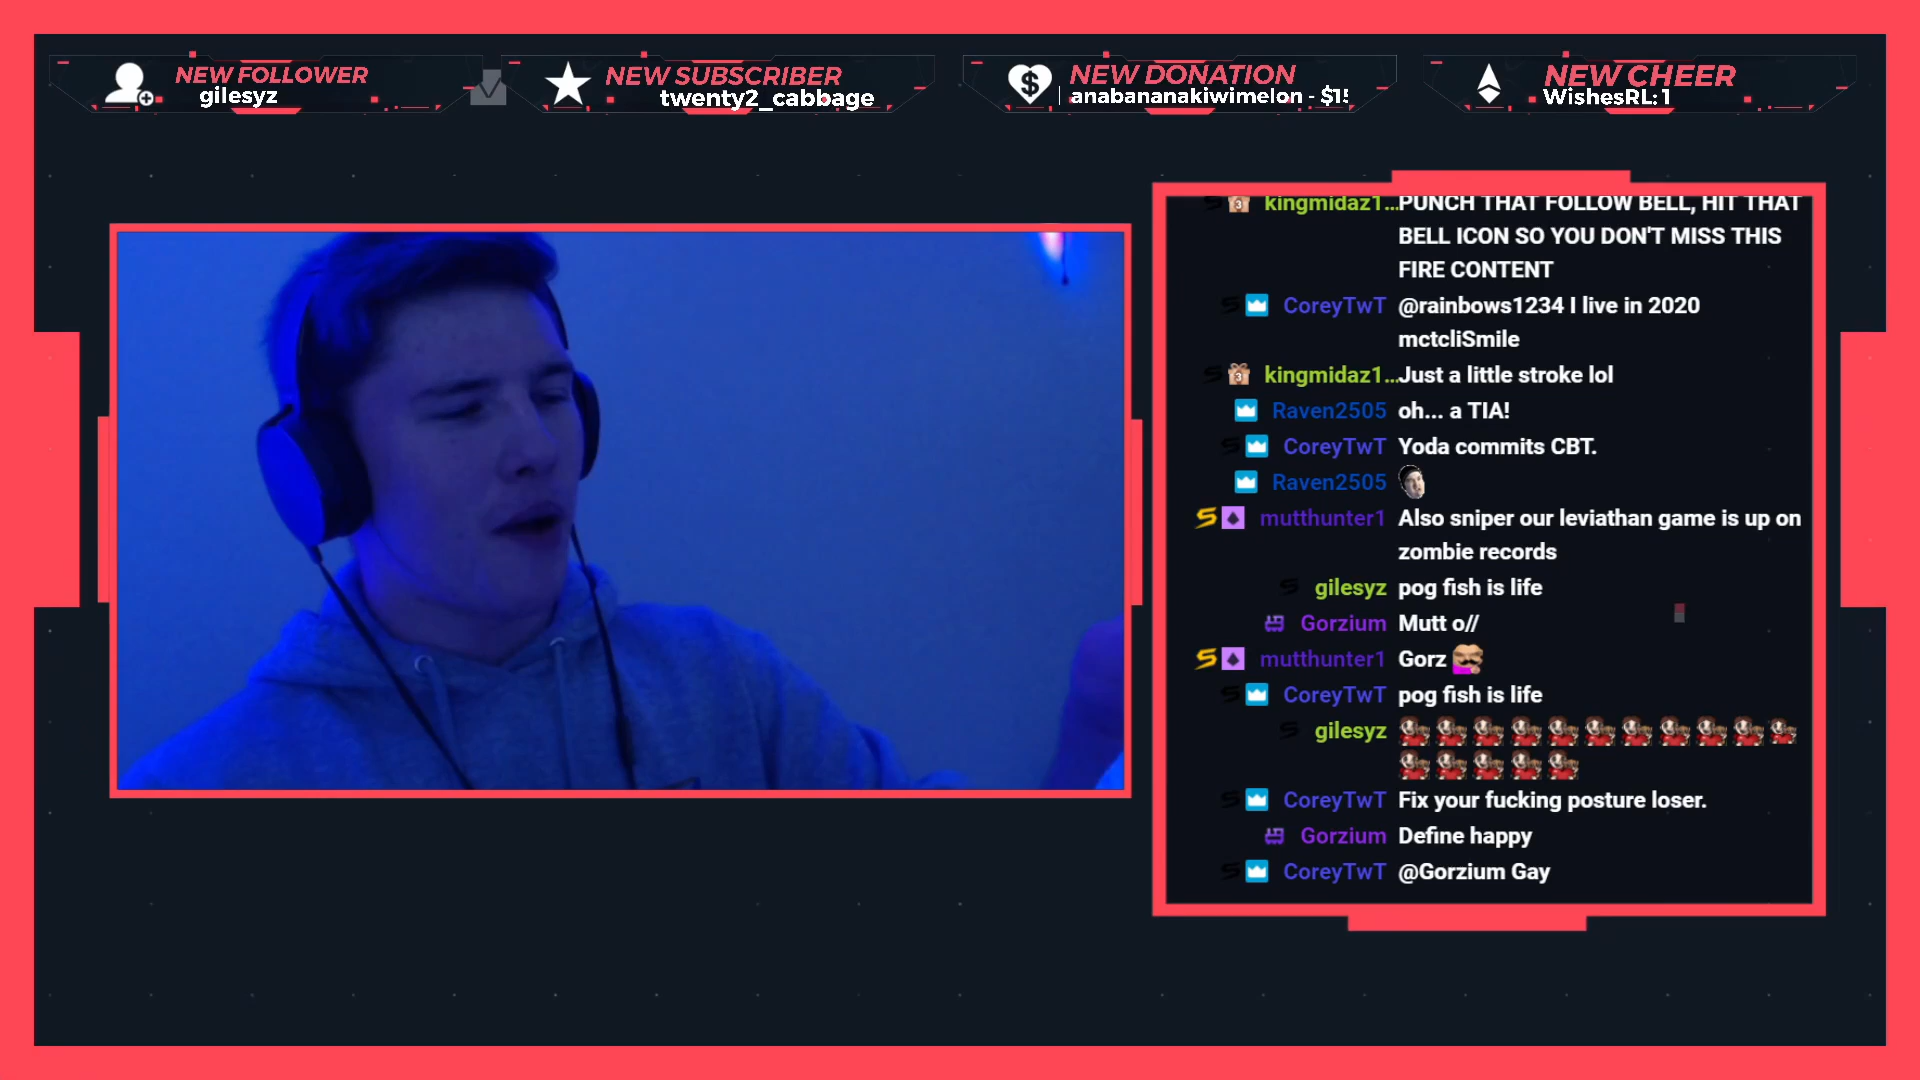 NEW FOLLOWER
gilesyz
NEW SUBSCRIBER
twenty2_cabbage
NEW DONATION
anabananakiwimelon - $15
NEW CHEER
WishesRL: 1
kingmidaz1... PUNCH THAT FOLLOW BELL, HIT THAT
BELL ICON SO YOU DON'T MISS THIS
FIRE CONTENT
CoreyTwT @rainbows1234 I live in 2020
mctcliSmile
kingmidaz1... Just a little stroke lol
Raven2505 oh... a TIA!
CoreyTwT Yoda commits CBT.
Raven2505
mutthunter1 Also sniper our leviathan game is up on
zombie records
gilesyz pog fish is life
Gorzium Mutt o//
mutthunter1 Gorz
CoreyTwT pog fish is life
gilesyz
CoreyTwT Fix your fucking posture loser.
Gorzium Define happy
CoreyTwT @Gorzium Gay